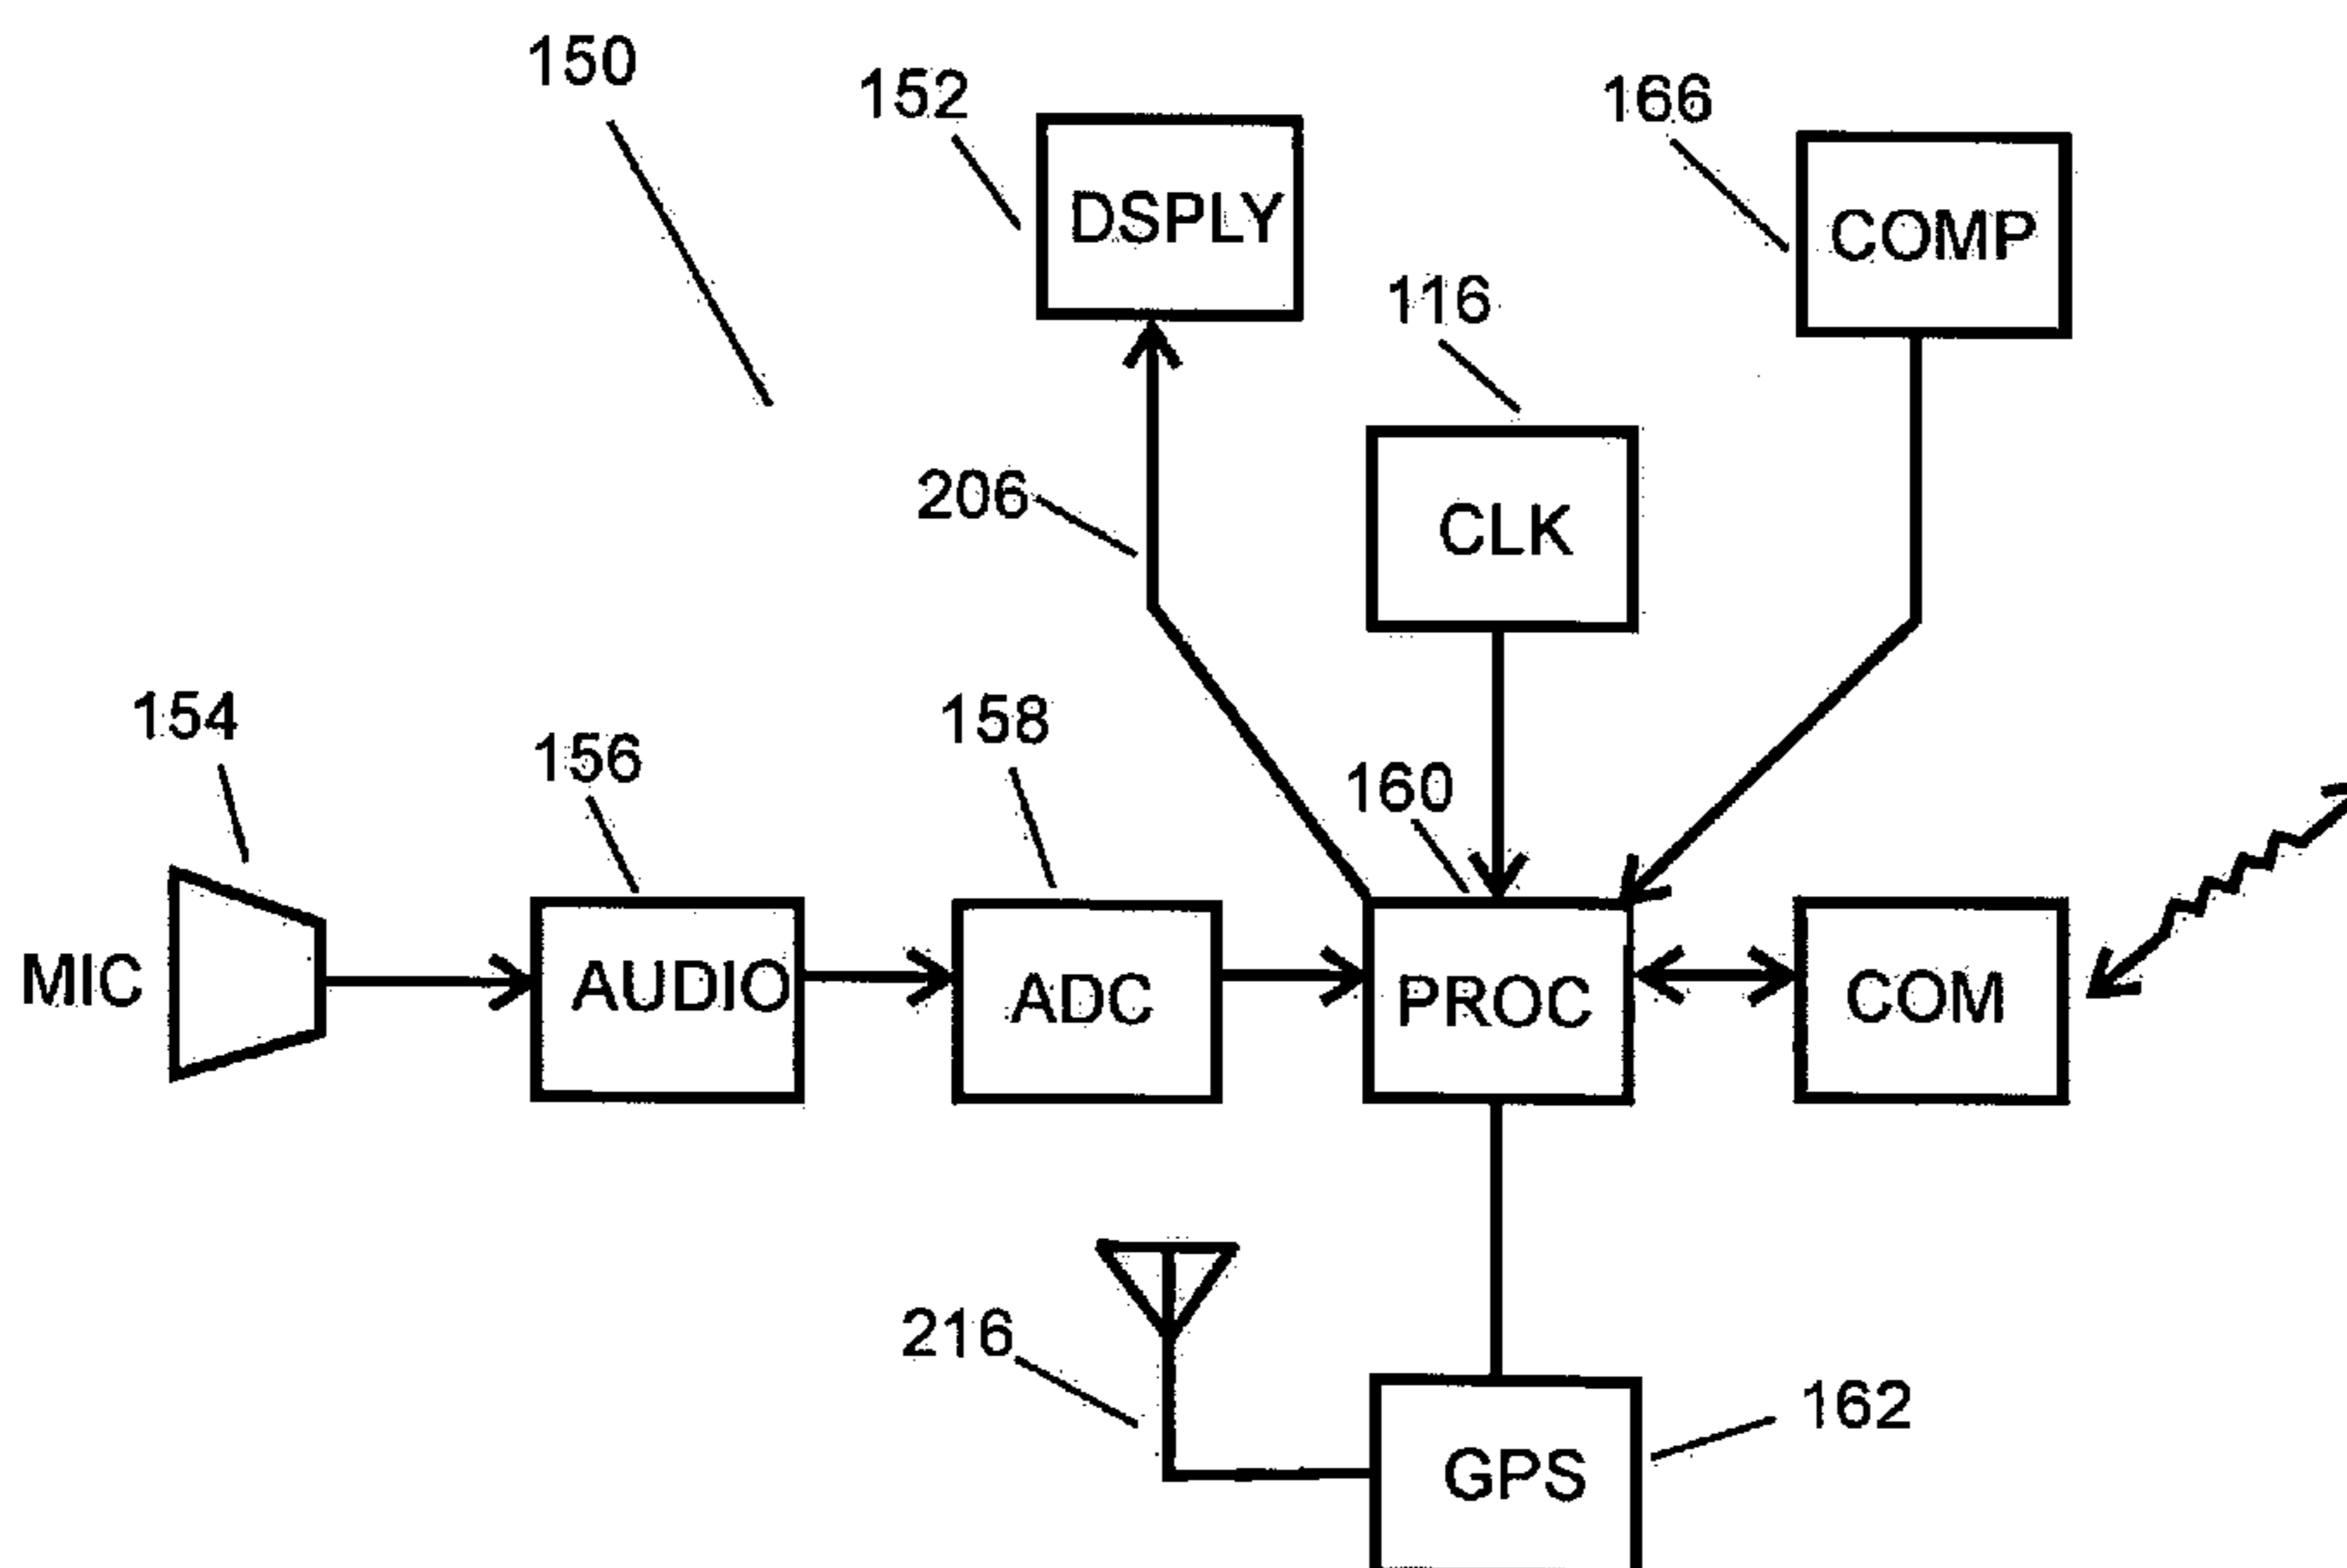 150
152
166
DSPLY
COMP
116
206
CLK
154
156
158
160
MIC
AUDIO
ADC
PROC
COM
216
162
GPS